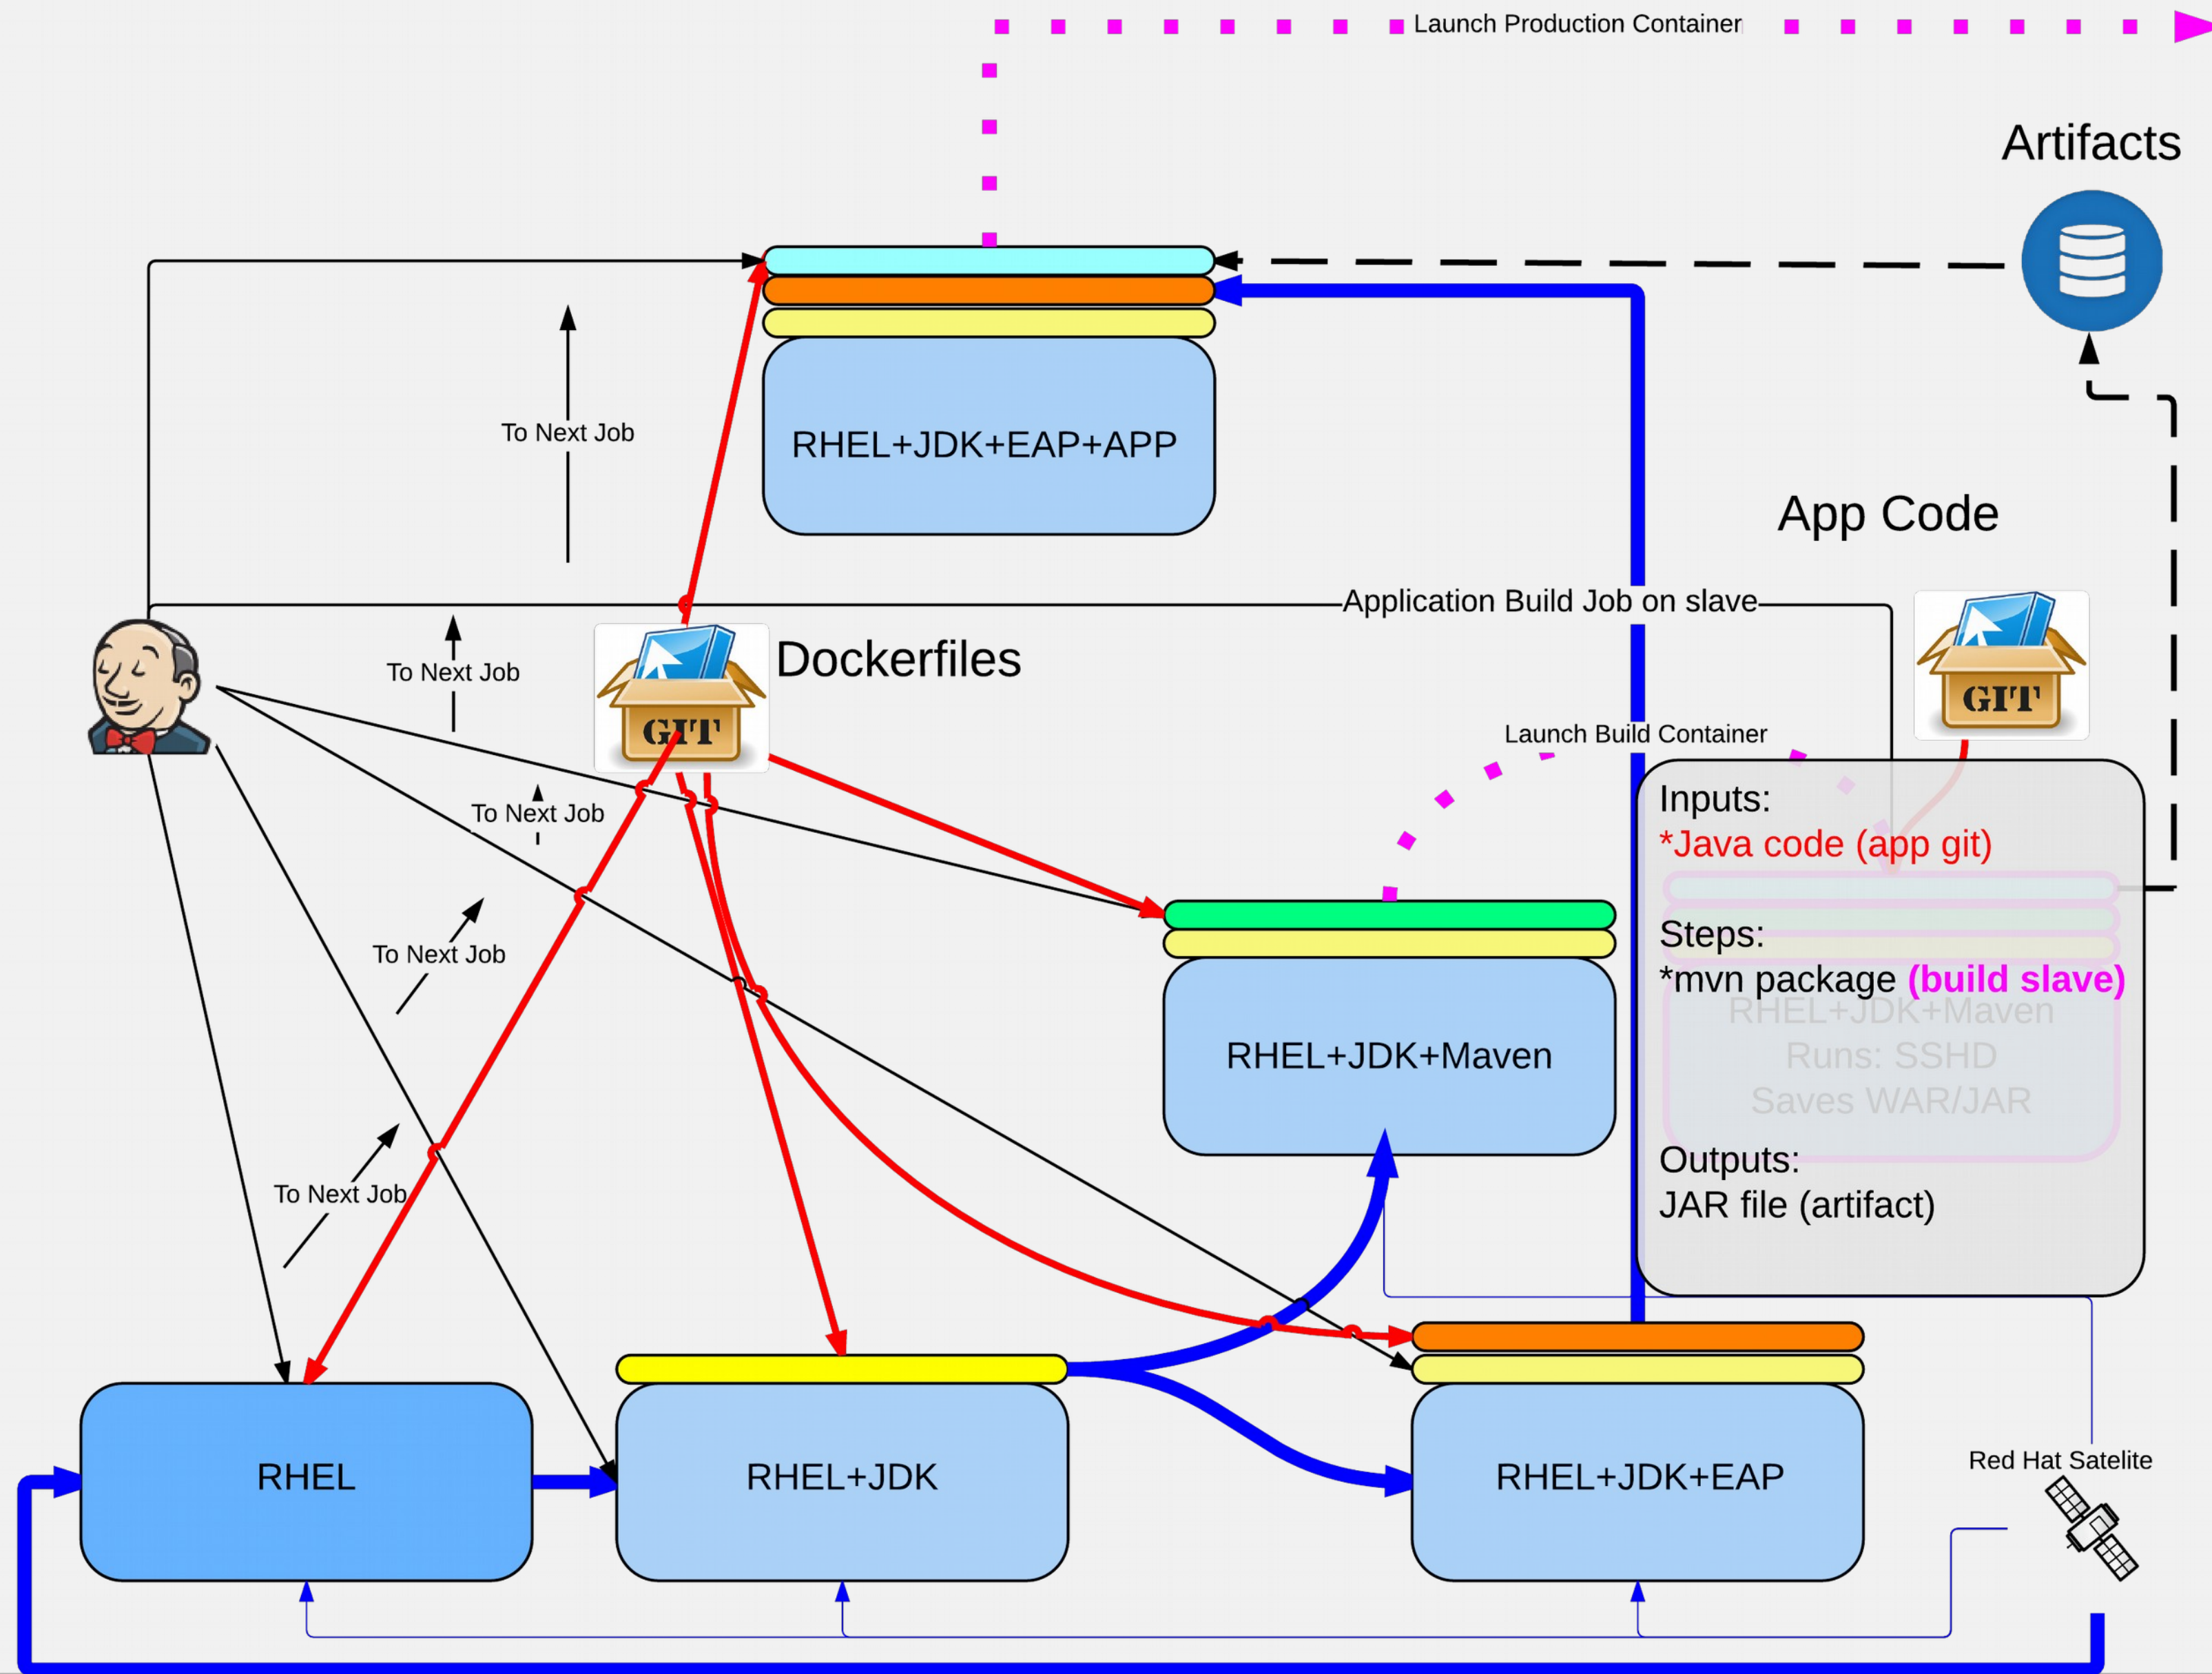 Launch Production Container
Artifacts
To Next Job
RHEL+JDK+EAP+APP
App Code
Application Build Job on slave
To Next Job
GIT
Dockerfiles
GIT
Launch Build Container
To Next Job
Inputs:
*Java code (app git)
Steps:
*mvn package (build slave)
RHEL+JDK+Maven
Runs: SSHD
Saves WAR/JAR
Outputs:
JAR file (artifact)
To Next Job
RHEL+JDK+Maven
To Next Job
RHEL
RHEL+JDK
RHEL+JDK+EAP
Red Hat Satelite